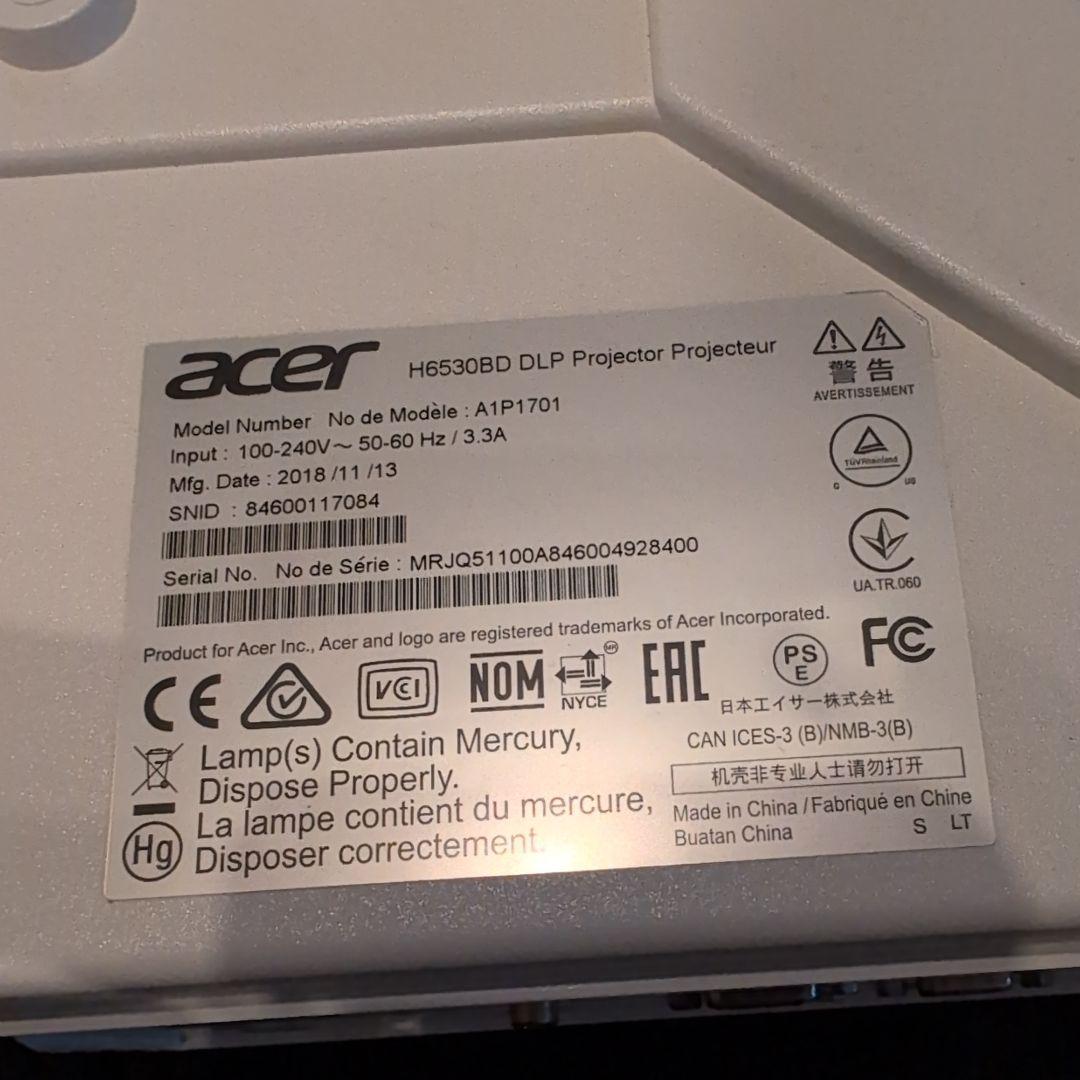 acer H6530BD DLP Projector Projecteur
Model Number No de Modèle : A1P1701
Input : 100-240V～ 50-60 Hz / 3.3A
Mfg. Date : 2018 /11 /13
SNID : 84600117084
Serial No. No de Série : MRJQ51100A846004928400
Product for Acer Inc., Acer and logo are registered trademarks of Acer Incorporated.
警告
AVERTISSEMENT
TÜVRheinland
C US
UA.TR.060
CE
VCI
NOM
MR
NYCE
EAC
PS
E
FC
日本エイサー株式会社
Lamp(s) Contain Mercury,
Dispose Properly.
La lampe contient du mercure,
Disposer correctement.
Hg
CAN ICES-3 (B)/NMB-3(B)
机壳非专业人士请勿打开
Made in China / Fabriqué en Chine
Buatan China S LT